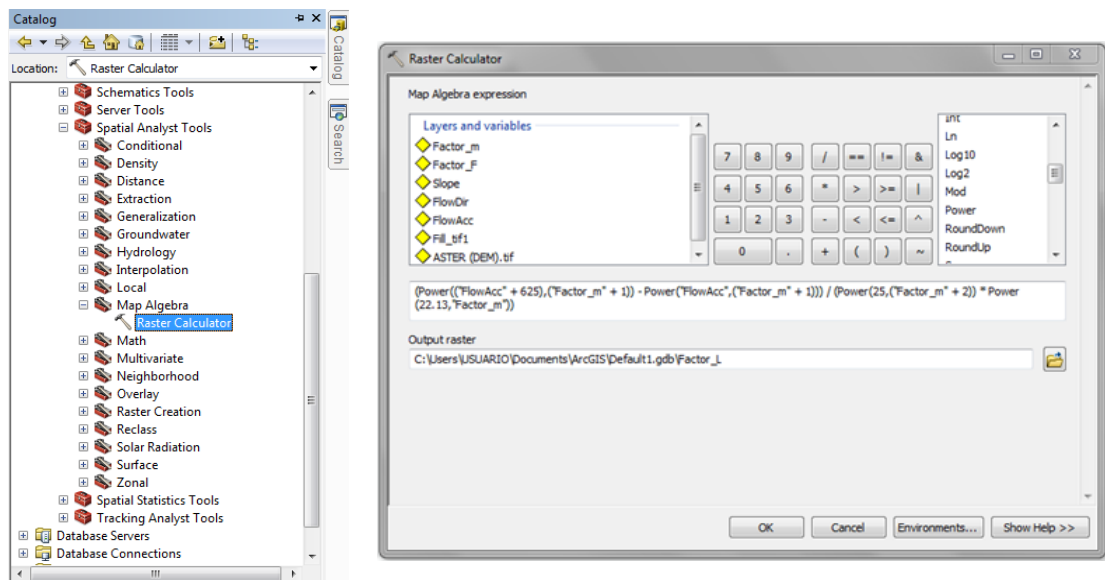 Catalog
Location: Raster Calculator
Schematics Tools
Server Tools
Spatial Analyst Tools
Conditional
Density
Distance
Extraction
Generalization
Groundwater
Hydrology
Interpolation
Local
Map Algebra
Raster Calculator
Math
Multivariate
Neighborhood
Overlay
Raster Creation
Reclass
Solar Radiation
Surface
Zonal
Spatial Statistics Tools
Tracking Analyst Tools
Database Servers
Database Connections
Catalog
Search
Raster Calculator
Map Algebra expression
Layers and variables
Factor_m
Factor_F
Slope
FlowDir
FlowAcc
Fill_tif1
ASTER (DEM).tif
7 8 9 / == != &
4 5 6 * > >= |
1 2 3 - < <= ^
0 . + ( ) ~
Int
Ln
Log10
Log2
Mod
Power
RoundDown
RoundUp
(Power(("FlowAcc" + 625),("Factor_m" + 1)) - Power("FlowAcc",("Factor_m" + 1))) / (Power(25,("Factor_m" + 2)) * Power
(22.13,"Factor_m"))
Output raster
C:\Users\USUARIO\Documents\ArcGIS\Default1.gdb\Factor_L
OK Cancel Environments... Show Help >>